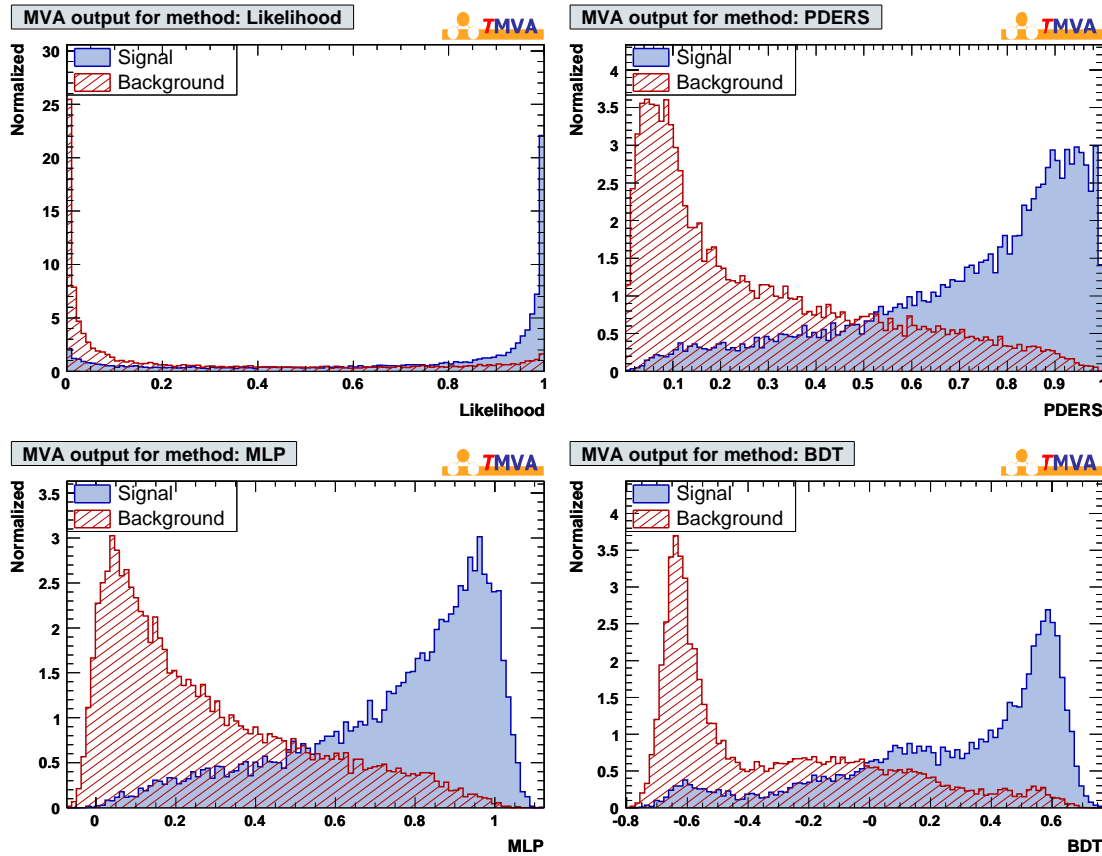 MVA output for method: Likelihood
TMVA
Normalized
30
25
20
15
10
5
0
Signal
Background
0 0.2 0.4 0.6 0.8 1
Likelihood
MVA output for method: PDERS
TMVA
Normalized
4
3.5
3
2.5
2
1.5
1
0.5
0
Signal
Background
0.1 0.2 0.3 0.4 0.5 0.6 0.7 0.8 0.9 1
PDERS
MVA output for method: MLP
TMVA
Normalized
3.5
3
2.5
2
1.5
1
0.5
0
Signal
Background
0 0.2 0.4 0.6 0.8 1
MLP
MVA output for method: BDT
TMVA
Normalized
4
3.5
3
2.5
2
1.5
1
0.5
0
Signal
Background
-0.8 -0.6 -0.4 -0.2 -0 0.2 0.4 0.6
BDT